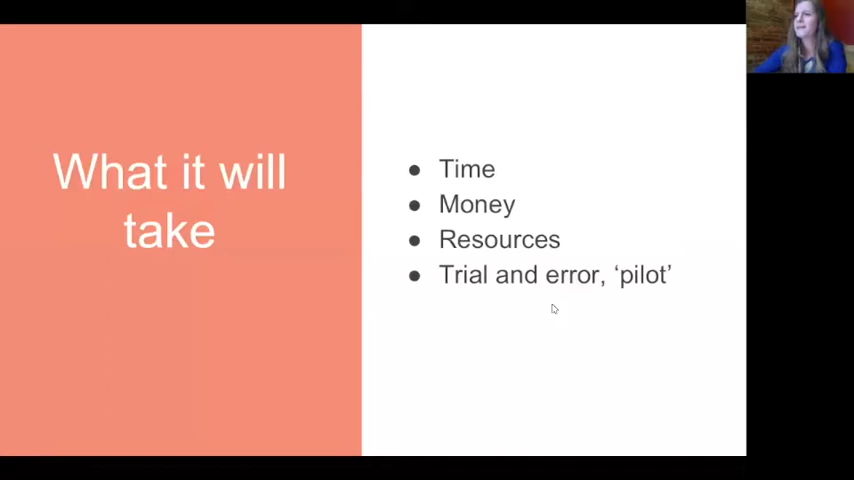 What it will
take
● Time
● Money
● Resources
● Trial and error, ‘pilot’